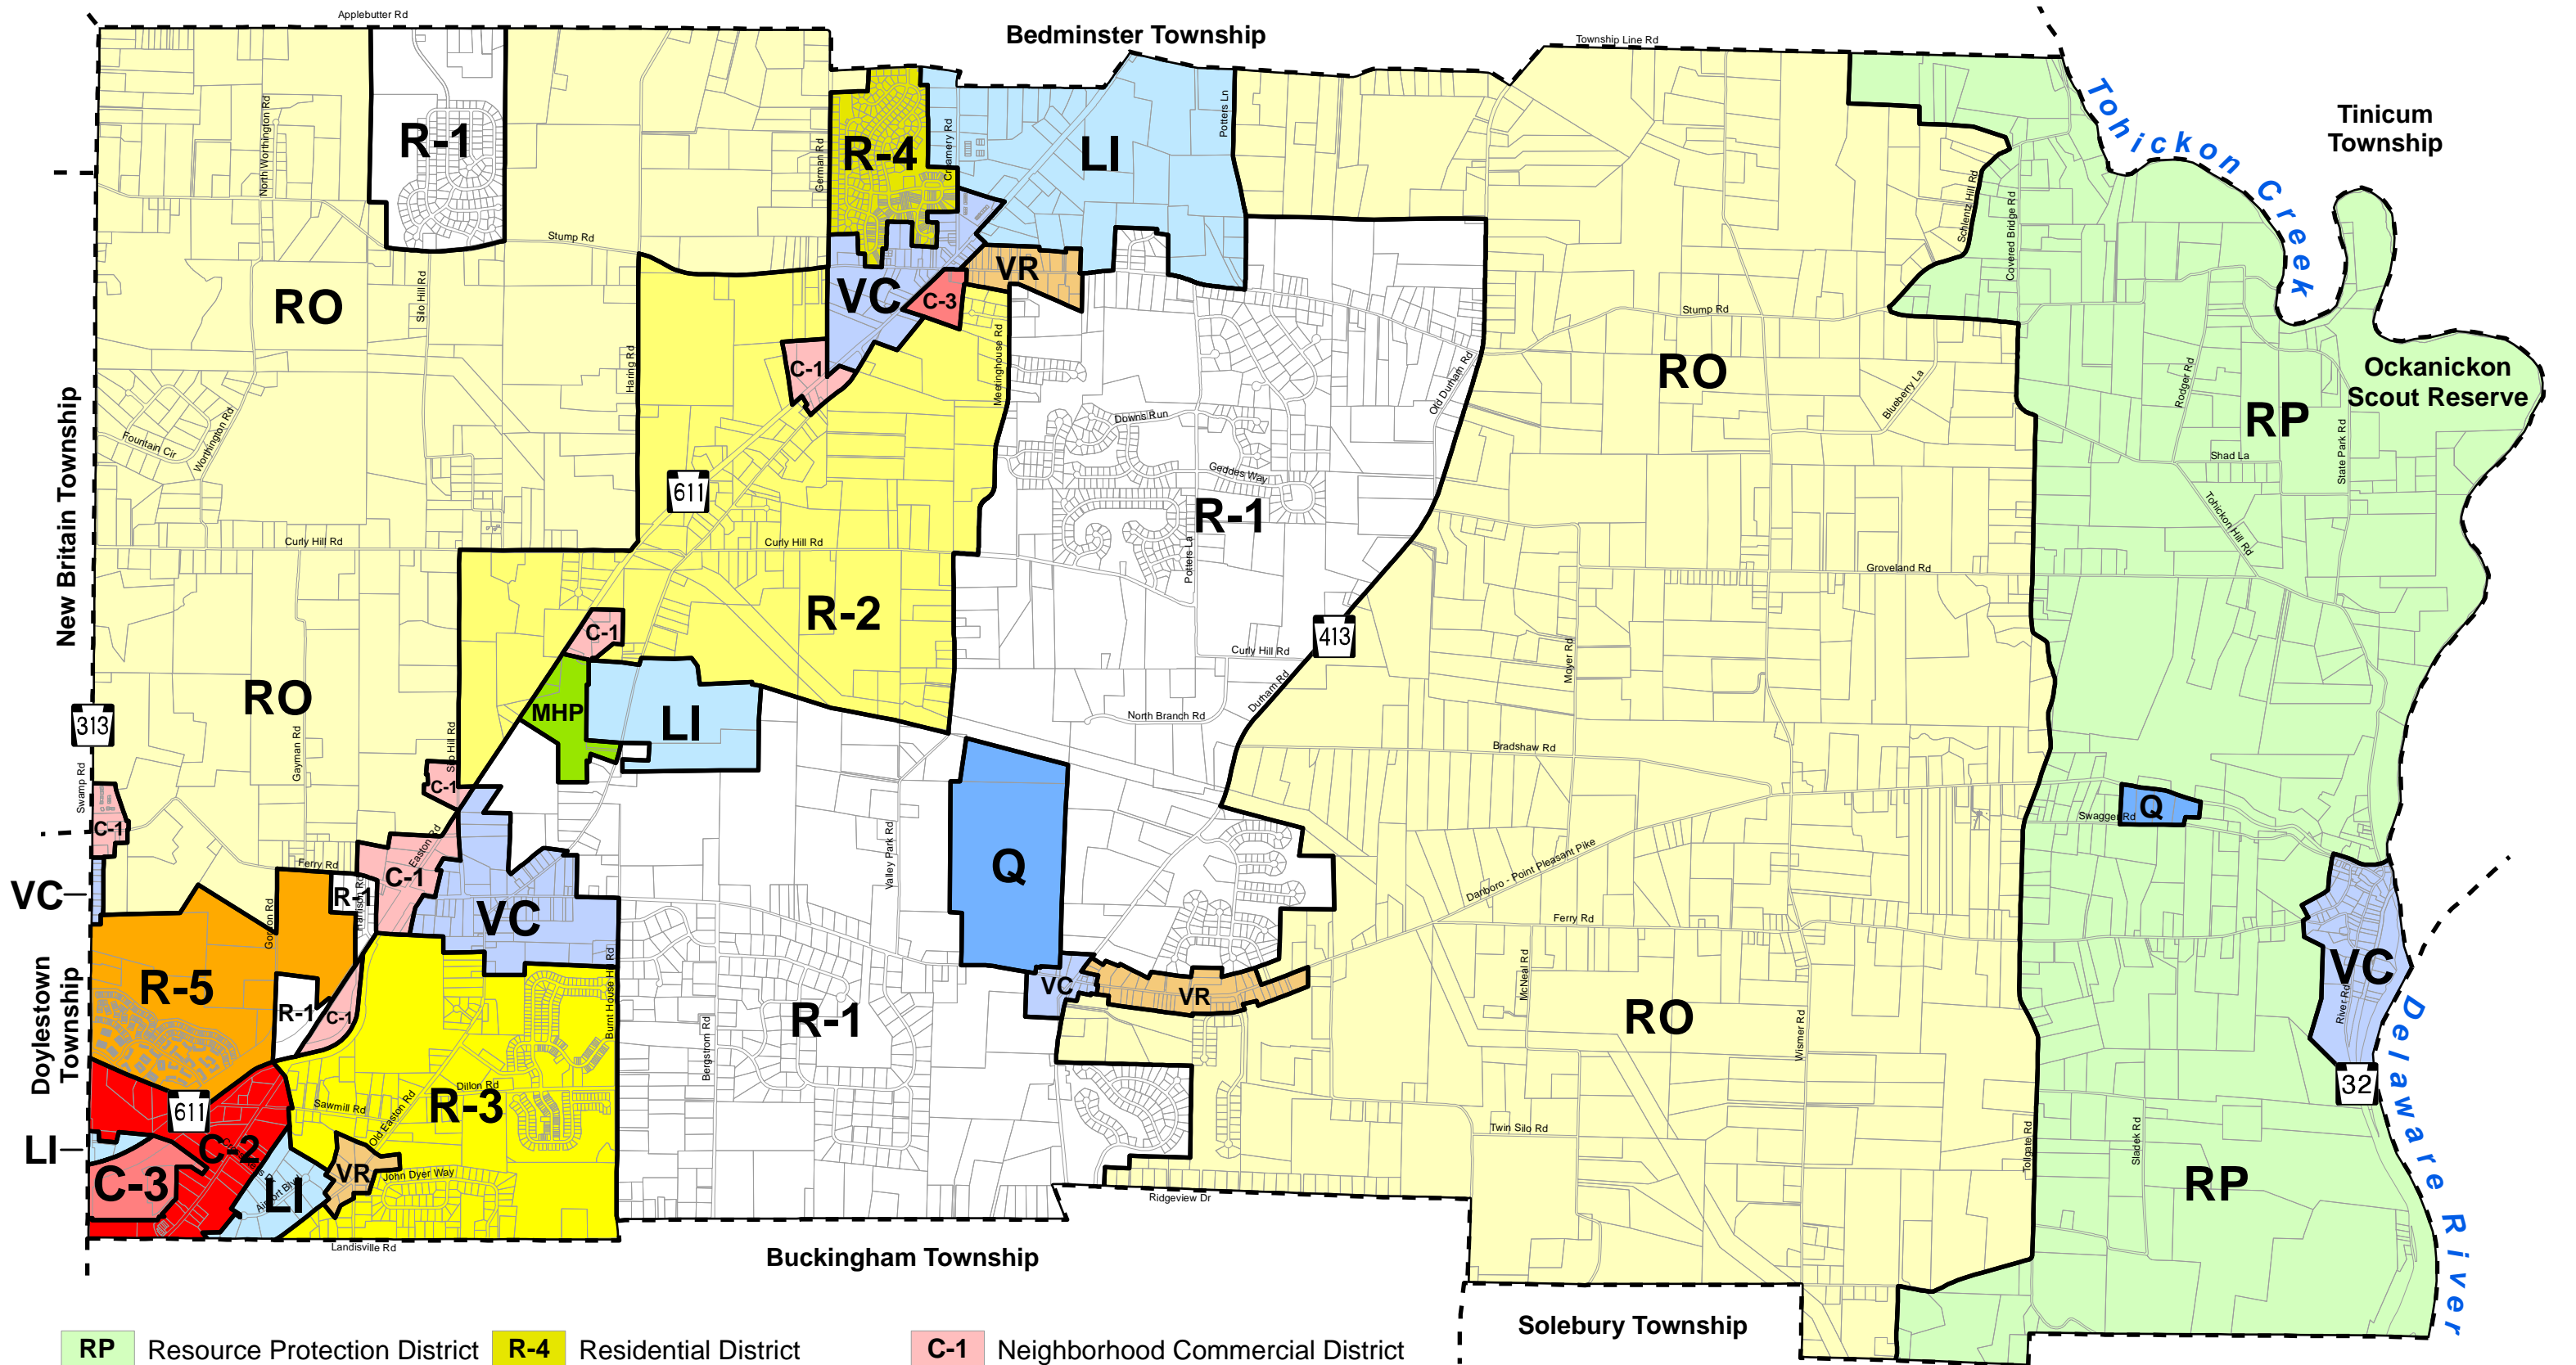 Applebutter Rd
Bedminster Township
Township Line Rd
Tohickon Creek
Tinicum
Township
North Worthington Rd
R-1
German Rd
R-4
Creamery Rd
LI
Potters Ln
Schlentz Hill Rd
Covered Bridge Rd
Stump Rd
VR
RO
Silo Hill Rd
VC
C-3
Stump Rd
Haring Rd
C-1
Meetinghouse Rd
Old Durham Rd
RO
Blueberry La
Rodger Rd
Ockanickon
Scout Reserve
RP
State Park Rd
Fountain Cir
Worthington Rd
Downs Run
Geddes Way
Shad La
611
R-1
Tohickon Hill Rd
New Britain Township
Curly Hill Rd
Curly Hill Rd
Potters La
Groveland Rd
R-2
C-1
413
Curly Hill Rd
Moyer Rd
RO
Durham Rd
MHP
LI
North Branch Rd
313
Gayman Rd
Bradshaw Rd
Swamp Rd
C-1
C-1
Q
Swagger Rd
Easton Rd
Valley Park Rd
Q
Danboro - Point Pleasant Pike
Ferry Rd
VC
R-1
C-1
VC
Ferry Rd
VC
R-5
R-1
C-1
Burnt House Hill Rd
VC
VR
McNeal Rd
River Rd
Doylestown
Township
R-1
RO
Wismer Rd
Bergstrom Rd
Delaware River
Dillon Rd
32
611
Sawmill Rd
Old Easton Rd
R-3
Twin Silo Rd
Tollgate Rd
Sladek Rd
LI
C-2
C-3
LI
Airport Blvd
VR
John Dyer Way
RP
Ridgeview Dr
Landisville Rd
Buckingham Township
Solebury Township
RP Resource Protection District R-4 Residential District C-1 Neighborhood Commercial District